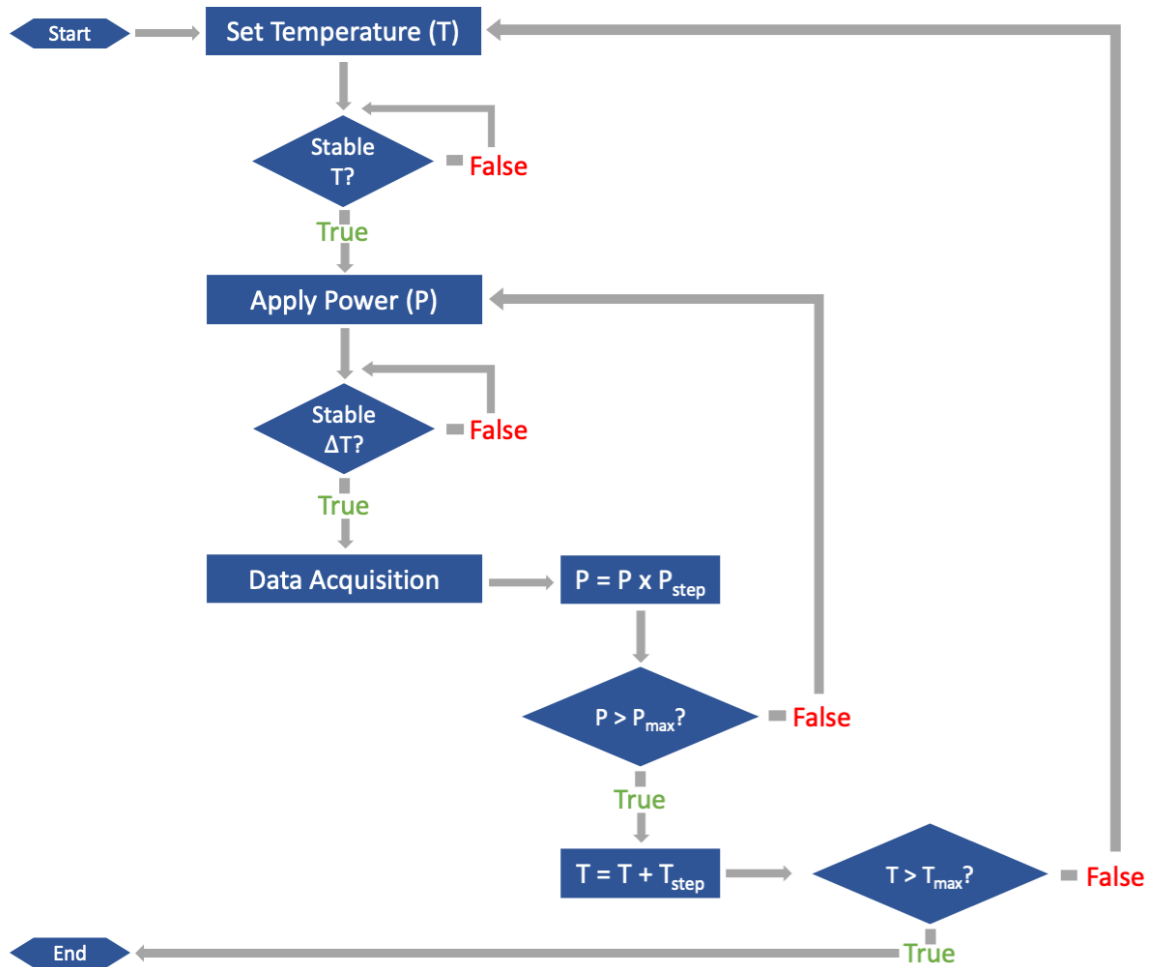 Start
Set Temperature (T)
Stable
T?
False
True
Apply Power (P)
Stable
ΔT?
False
True
Data Acquisition
P = P x Pstep
P > Pmax?
False
True
T = T + Tstep
T > Tmax?
False
True
End